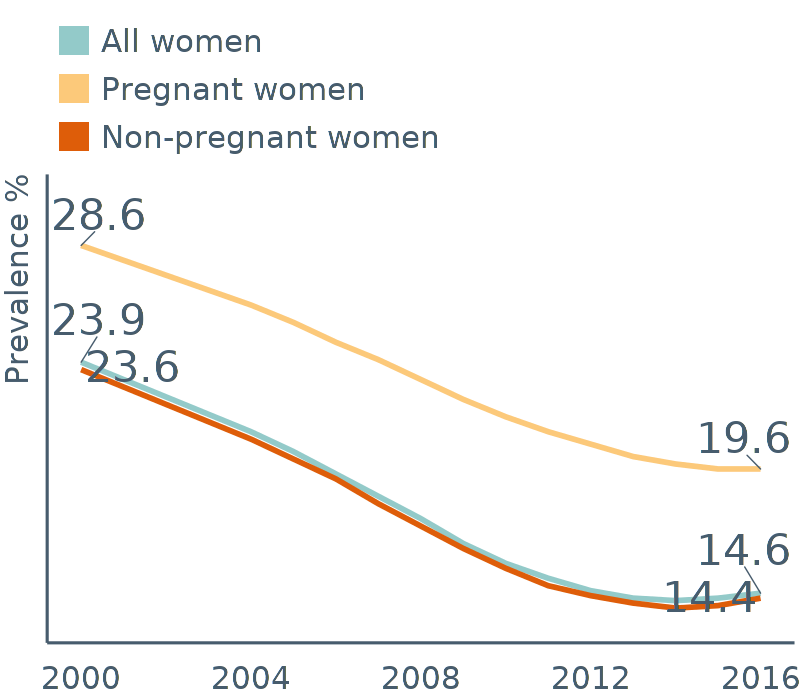 All women
Pregnant women
Non-pregnant women
Prevalence %
28.6
23.9
23.6
19.6
14.6
14.4
2000 2004 2008 2012 2016